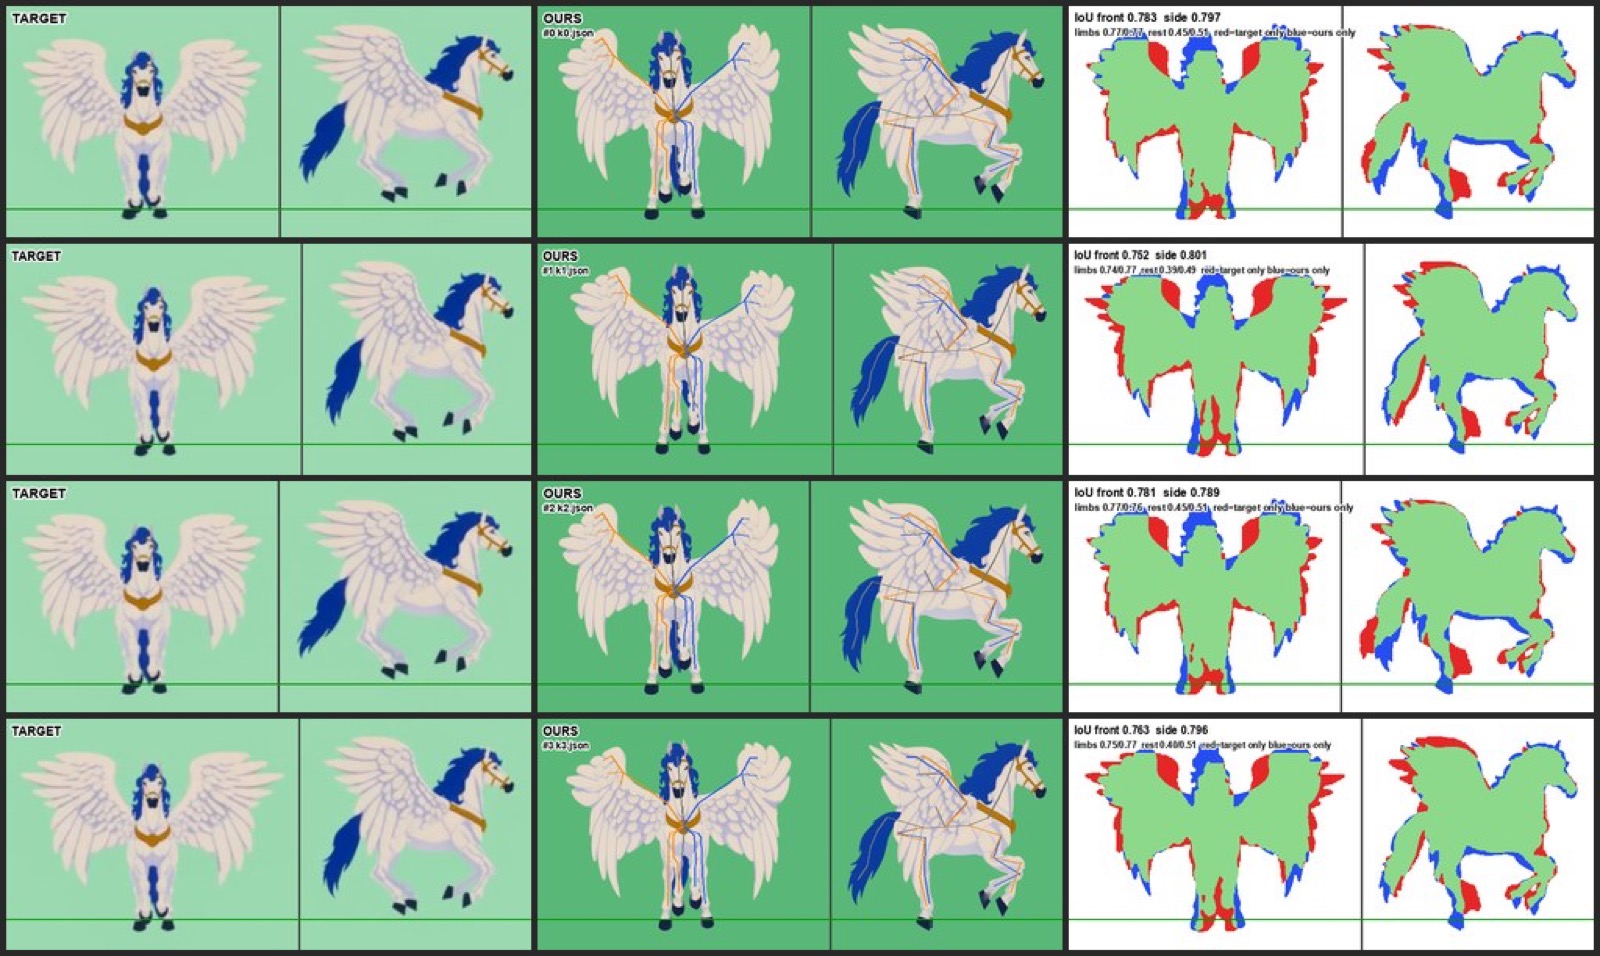 TARGET
OURS
#0 k0.json
IoU front 0.783 side 0.797
limbs 0.77/0.77 rest 0.45/0.51 red=target only blue=ours only
TARGET
OURS
#1 k1.json
IoU front 0.752 side 0.801
limbs 0.74/0.77 rest 0.39/0.49 red=target only blue=ours only
TARGET
OURS
#2 k2.json
IoU front 0.781 side 0.789
limbs 0.77/0.76 rest 0.45/0.51 red=target only blue=ours only
TARGET
OURS
#3 k3.json
IoU front 0.763 side 0.796
limbs 0.75/0.77 rest 0.40/0.51 red=target only blue=ours only